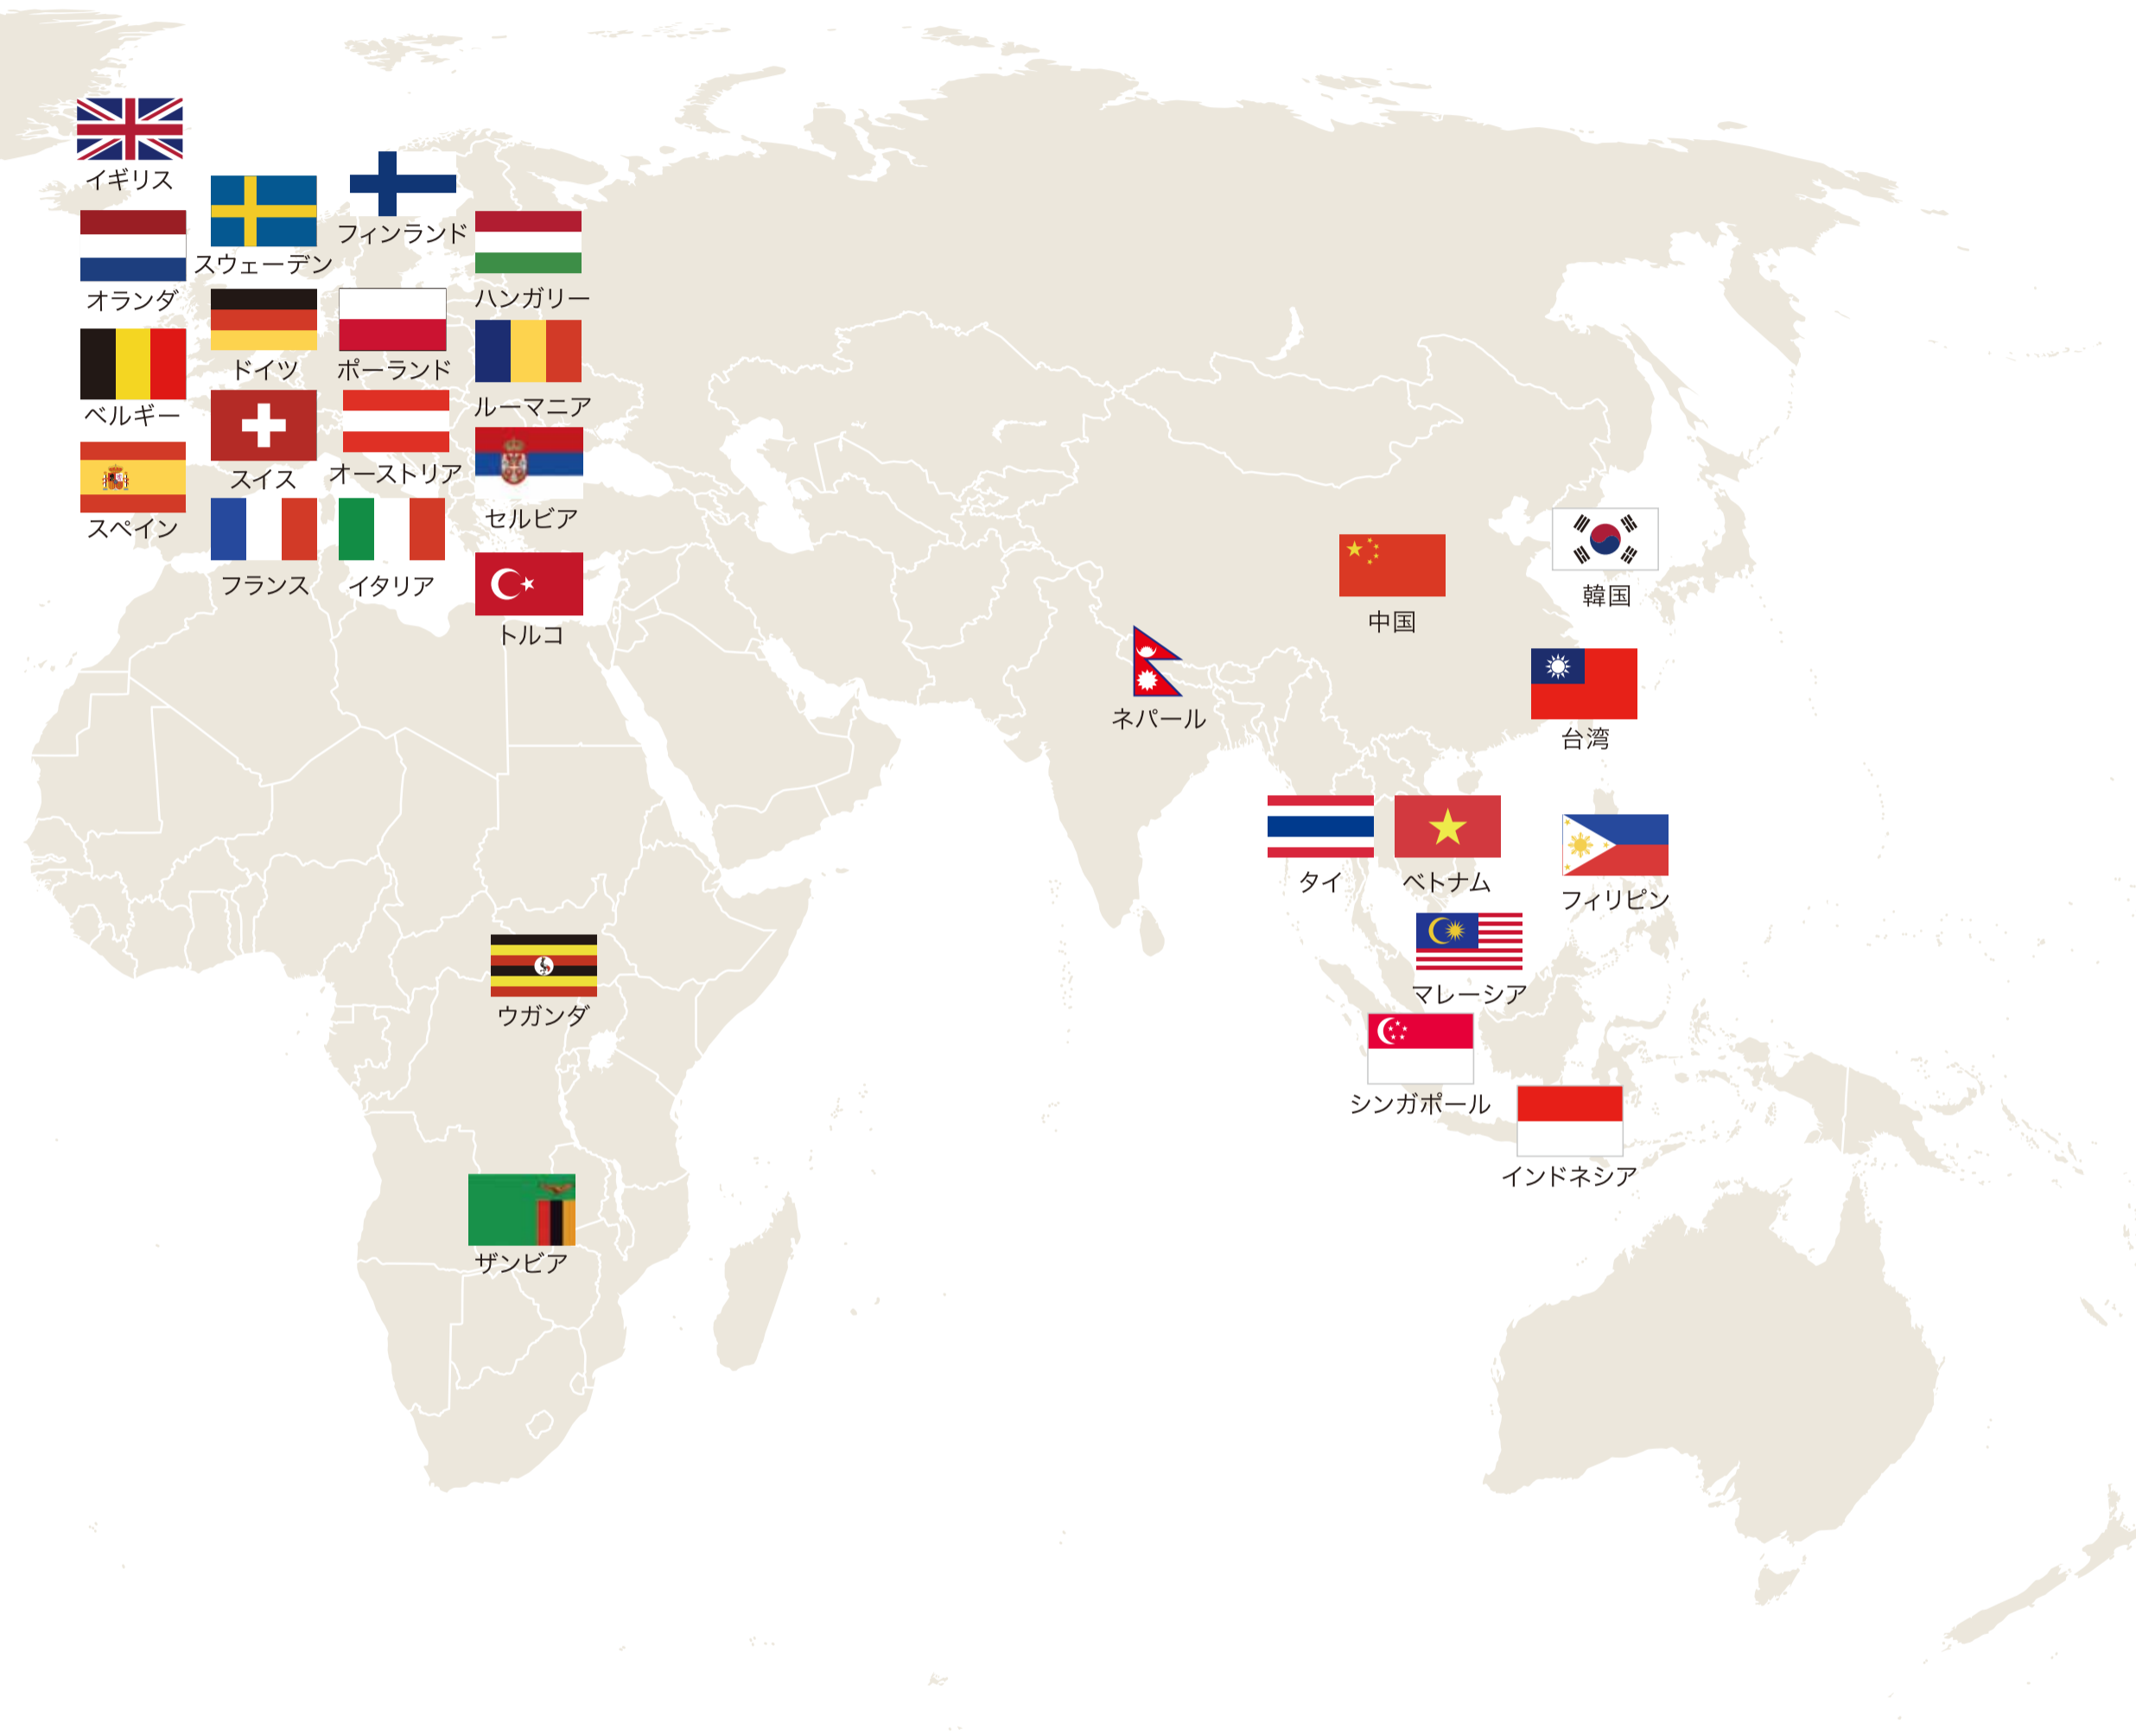 イギリス
フィンランド
スウェーデン
オランダ
ハンガリー
ドイツ
ポーランド
ルーマニア
ベルギー
スイス
オーストリア
セルビア
スペイン
フランス
イタリア
トルコ
韓国
中国
ネパール
台湾
タイ
ベトナム
フィリピン
マレーシア
ウガンダ
シンガポール
インドネシア
ザンビア